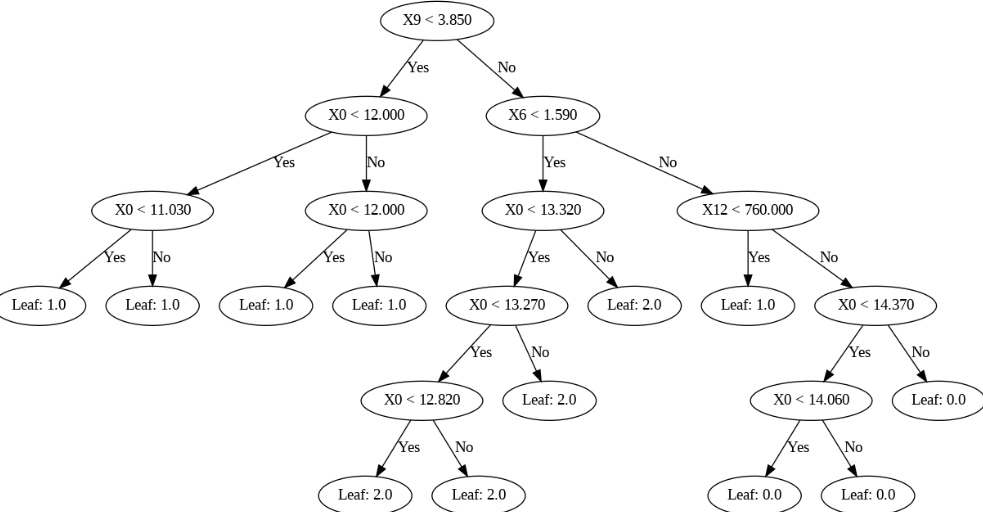 X9 < 3.850
Yes
No
X0 < 12.000
X6 < 1.590
Yes
No
Yes
No
X0 < 11.030
X0 < 12.000
X0 < 13.320
X12 < 760.000
Yes
No
Yes
No
Yes
No
Yes
No
Leaf: 1.0
Leaf: 1.0
Leaf: 1.0
Leaf: 1.0
X0 < 13.270
Leaf: 2.0
Leaf: 1.0
X0 < 14.370
Yes
No
Yes
No
X0 < 12.820
Leaf: 2.0
X0 < 14.060
Leaf: 0.0
Yes
No
Yes
No
Leaf: 2.0
Leaf: 2.0
Leaf: 0.0
Leaf: 0.0